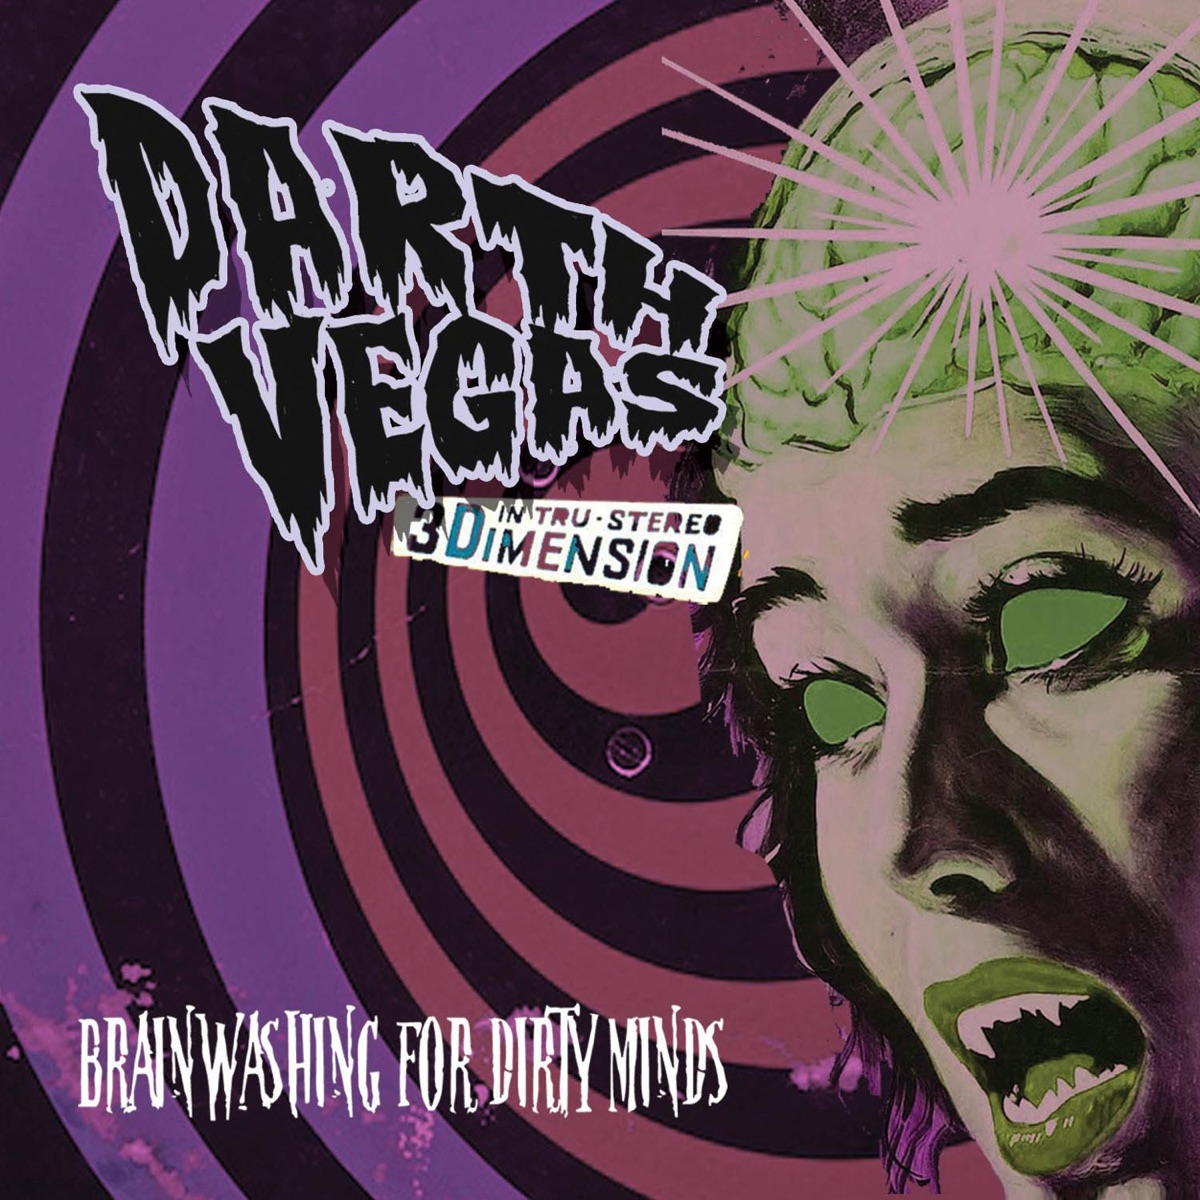 DARTH
VEGAS
IN TRU-STEREO
3DIMENSION
BRAINWASHING FOR DIRTY MINDS